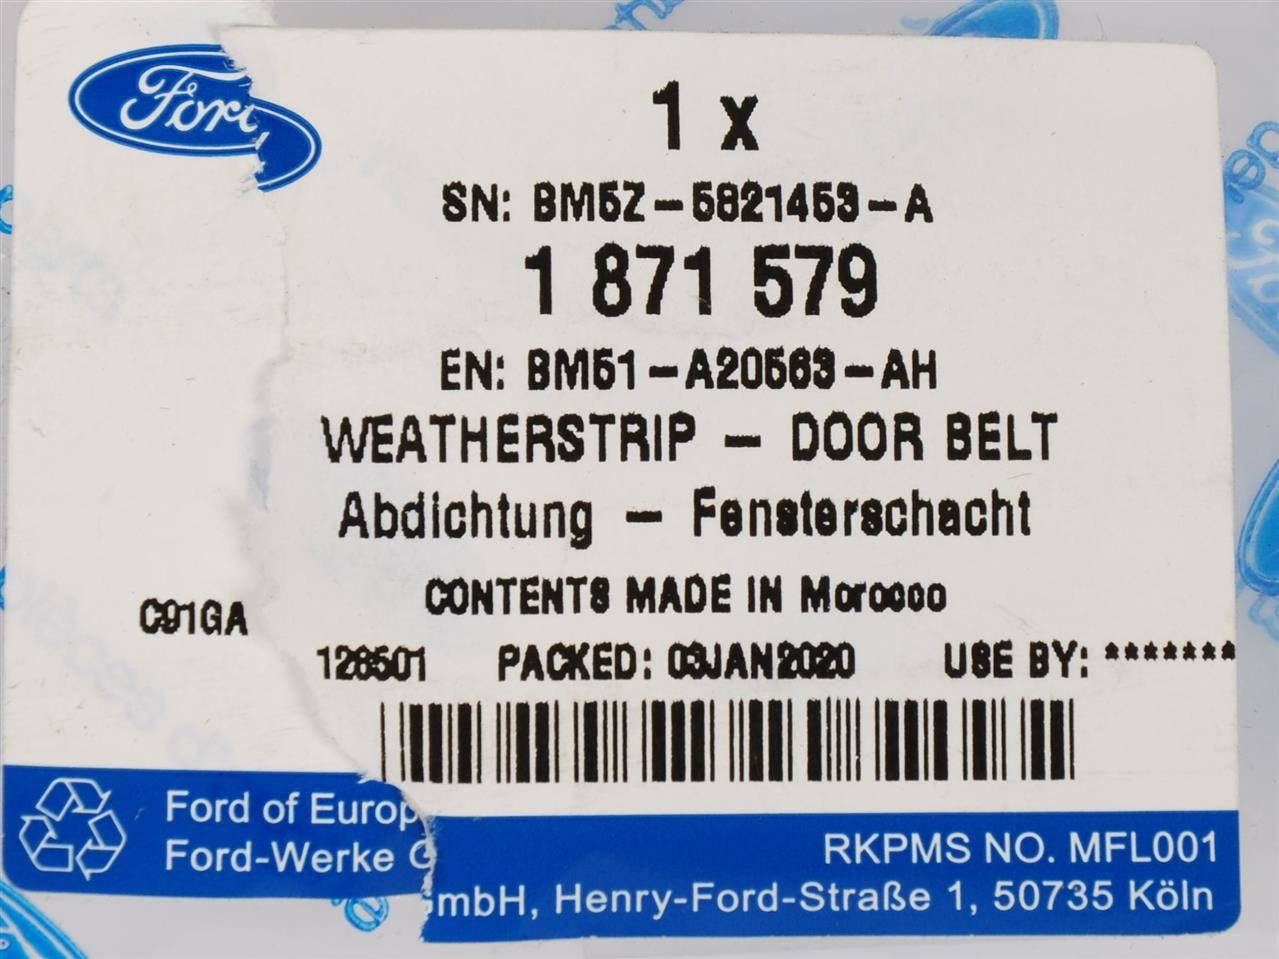 Ford
1 x
SN: BM5Z-5821453-A
1 871 579
EN: BM51-A20563-AH
WEATHERSTRIP - DOOR BELT
Abdichtung - Fensterschacht
CONTENTS MADE IN Morocco
C91GA
126501 PACKED: 03JAN2020 USE BY: *******
Ford of Europ
Ford-Werke G
RKPMS NO. MFL001
mbH, Henry-Ford-Straße 1, 50735 Köln